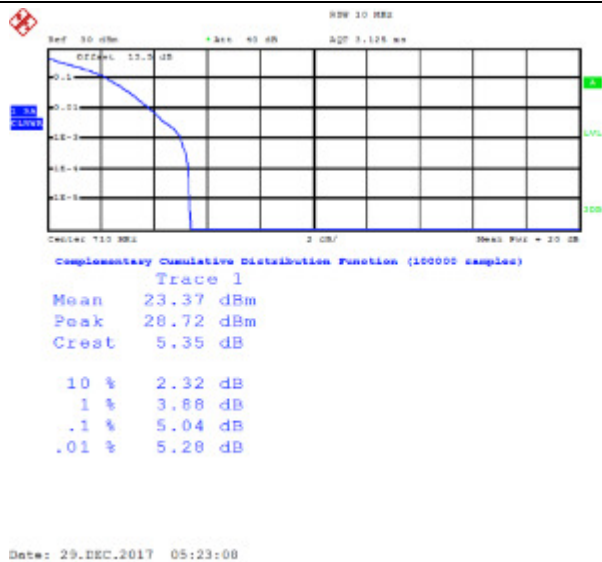 RBW 10 MHz
Ref 30 dBm
* Att 40 dB
AQT 3.125 ms
Offset 13.5 dB
0.1
A
1 SA
CLRWR
0.01
LVL
1E-3
1E-4
1E-5
3DB
Center 710 MHz
2 dB/
Mean Pwr + 20 dB
Complementary Cumulative Distribution Function (100000 samples)
Trace 1
Mean 23.37 dBm
Peak 28.72 dBm
Crest 5.35 dB
10 % 2.32 dB
1 % 3.88 dB
.1 % 5.04 dB
.01 % 5.28 dB
Date: 29.DEC.2017 05:23:08